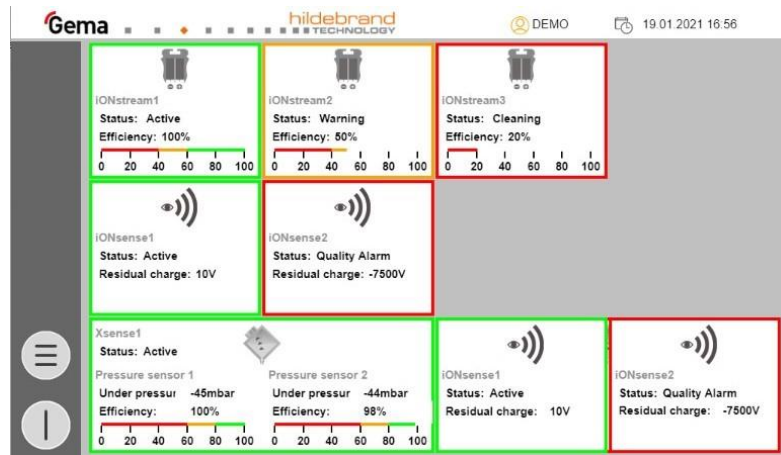 Gema
hildebrand
TECHNOLOGY
DEMO
19.01.2021 16:56
iONstream1
Status: Active
Efficiency: 100%
0 20 40 60 80 100
iONstream2
Status: Warning
Efficiency: 50%
0 20 40 60 80 100
iONstream3
Status: Cleaning
Efficiency: 20%
0 20 40 60 80 100
iONsense1
Status: Active
Residual charge: 10V
iONsense2
Status: Quality Alarm
Residual charge: -7500V
Xsense1
Status: Active
Pressure sensor 1
Under pressur -45mbar
Efficiency: 100%
0 20 40 60 80 100
Pressure sensor 2
Under pressur -44mbar
Efficiency: 98%
0 20 40 60 80 100
iONsense1
Status: Active
Residual charge: 10V
iONsense2
Status: Quality Alarm
Residual charge: -7500V